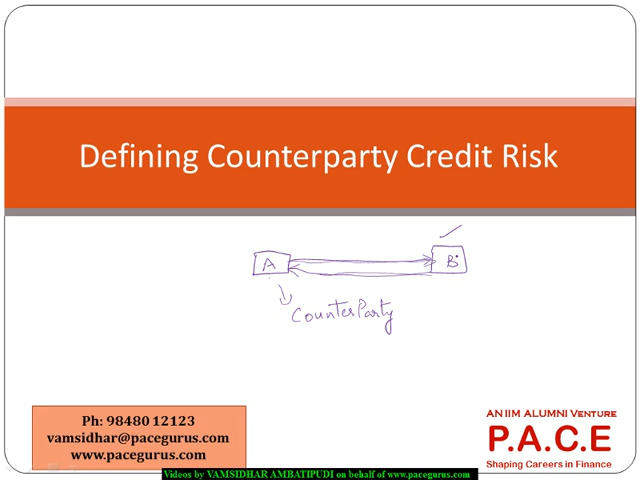 Defining Counterparty Credit Risk
A
B
CounterParty
Ph: 98480 12123
vamsidhar@pacegurus.com
www.pacegurus.com
AN IIM ALUMNI VENTURE
P.A.C.E
Shaping Careers in Finance
Videos by VAMSIDHAR AMBATIPUDI on behalf of www.pacegurus.com